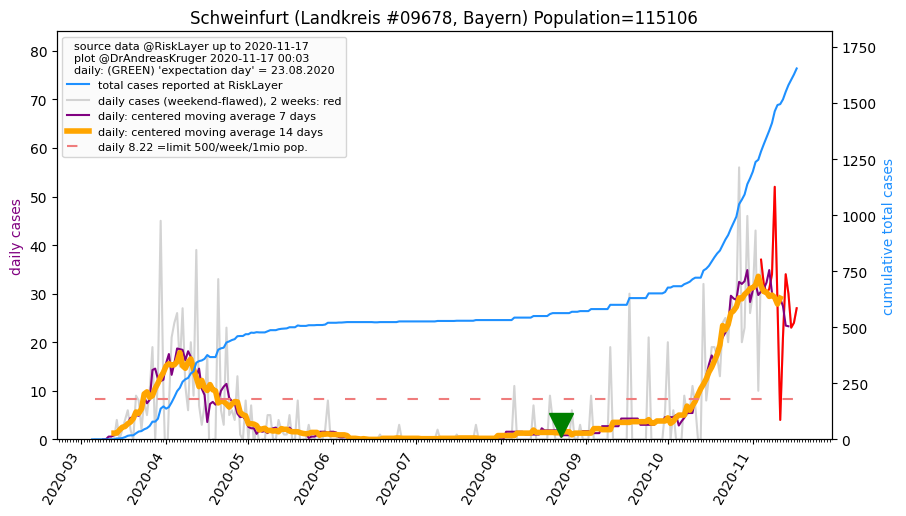 Schweinfurt (Landkreis #09678, Bayern) Population=115106
source data @RiskLayer up to 2020-11-17
plot @DrAndreasKruger 2020-11-17 00:03
daily: (GREEN) 'expectation day' = 23.08.2020
total cases reported at RiskLayer
daily cases (weekend-flawed), 2 weeks: red
daily: centered moving average 7 days
daily: centered moving average 14 days
daily 8.22 =limit 500/week/1mio pop.
daily cases
80
70
60
50
40
30
20
10
0
cumulative total cases
1750
1500
1250
1000
750
500
250
0
2020-03
2020-04
2020-05
2020-06
2020-07
2020-08
2020-09
2020-10
2020-11